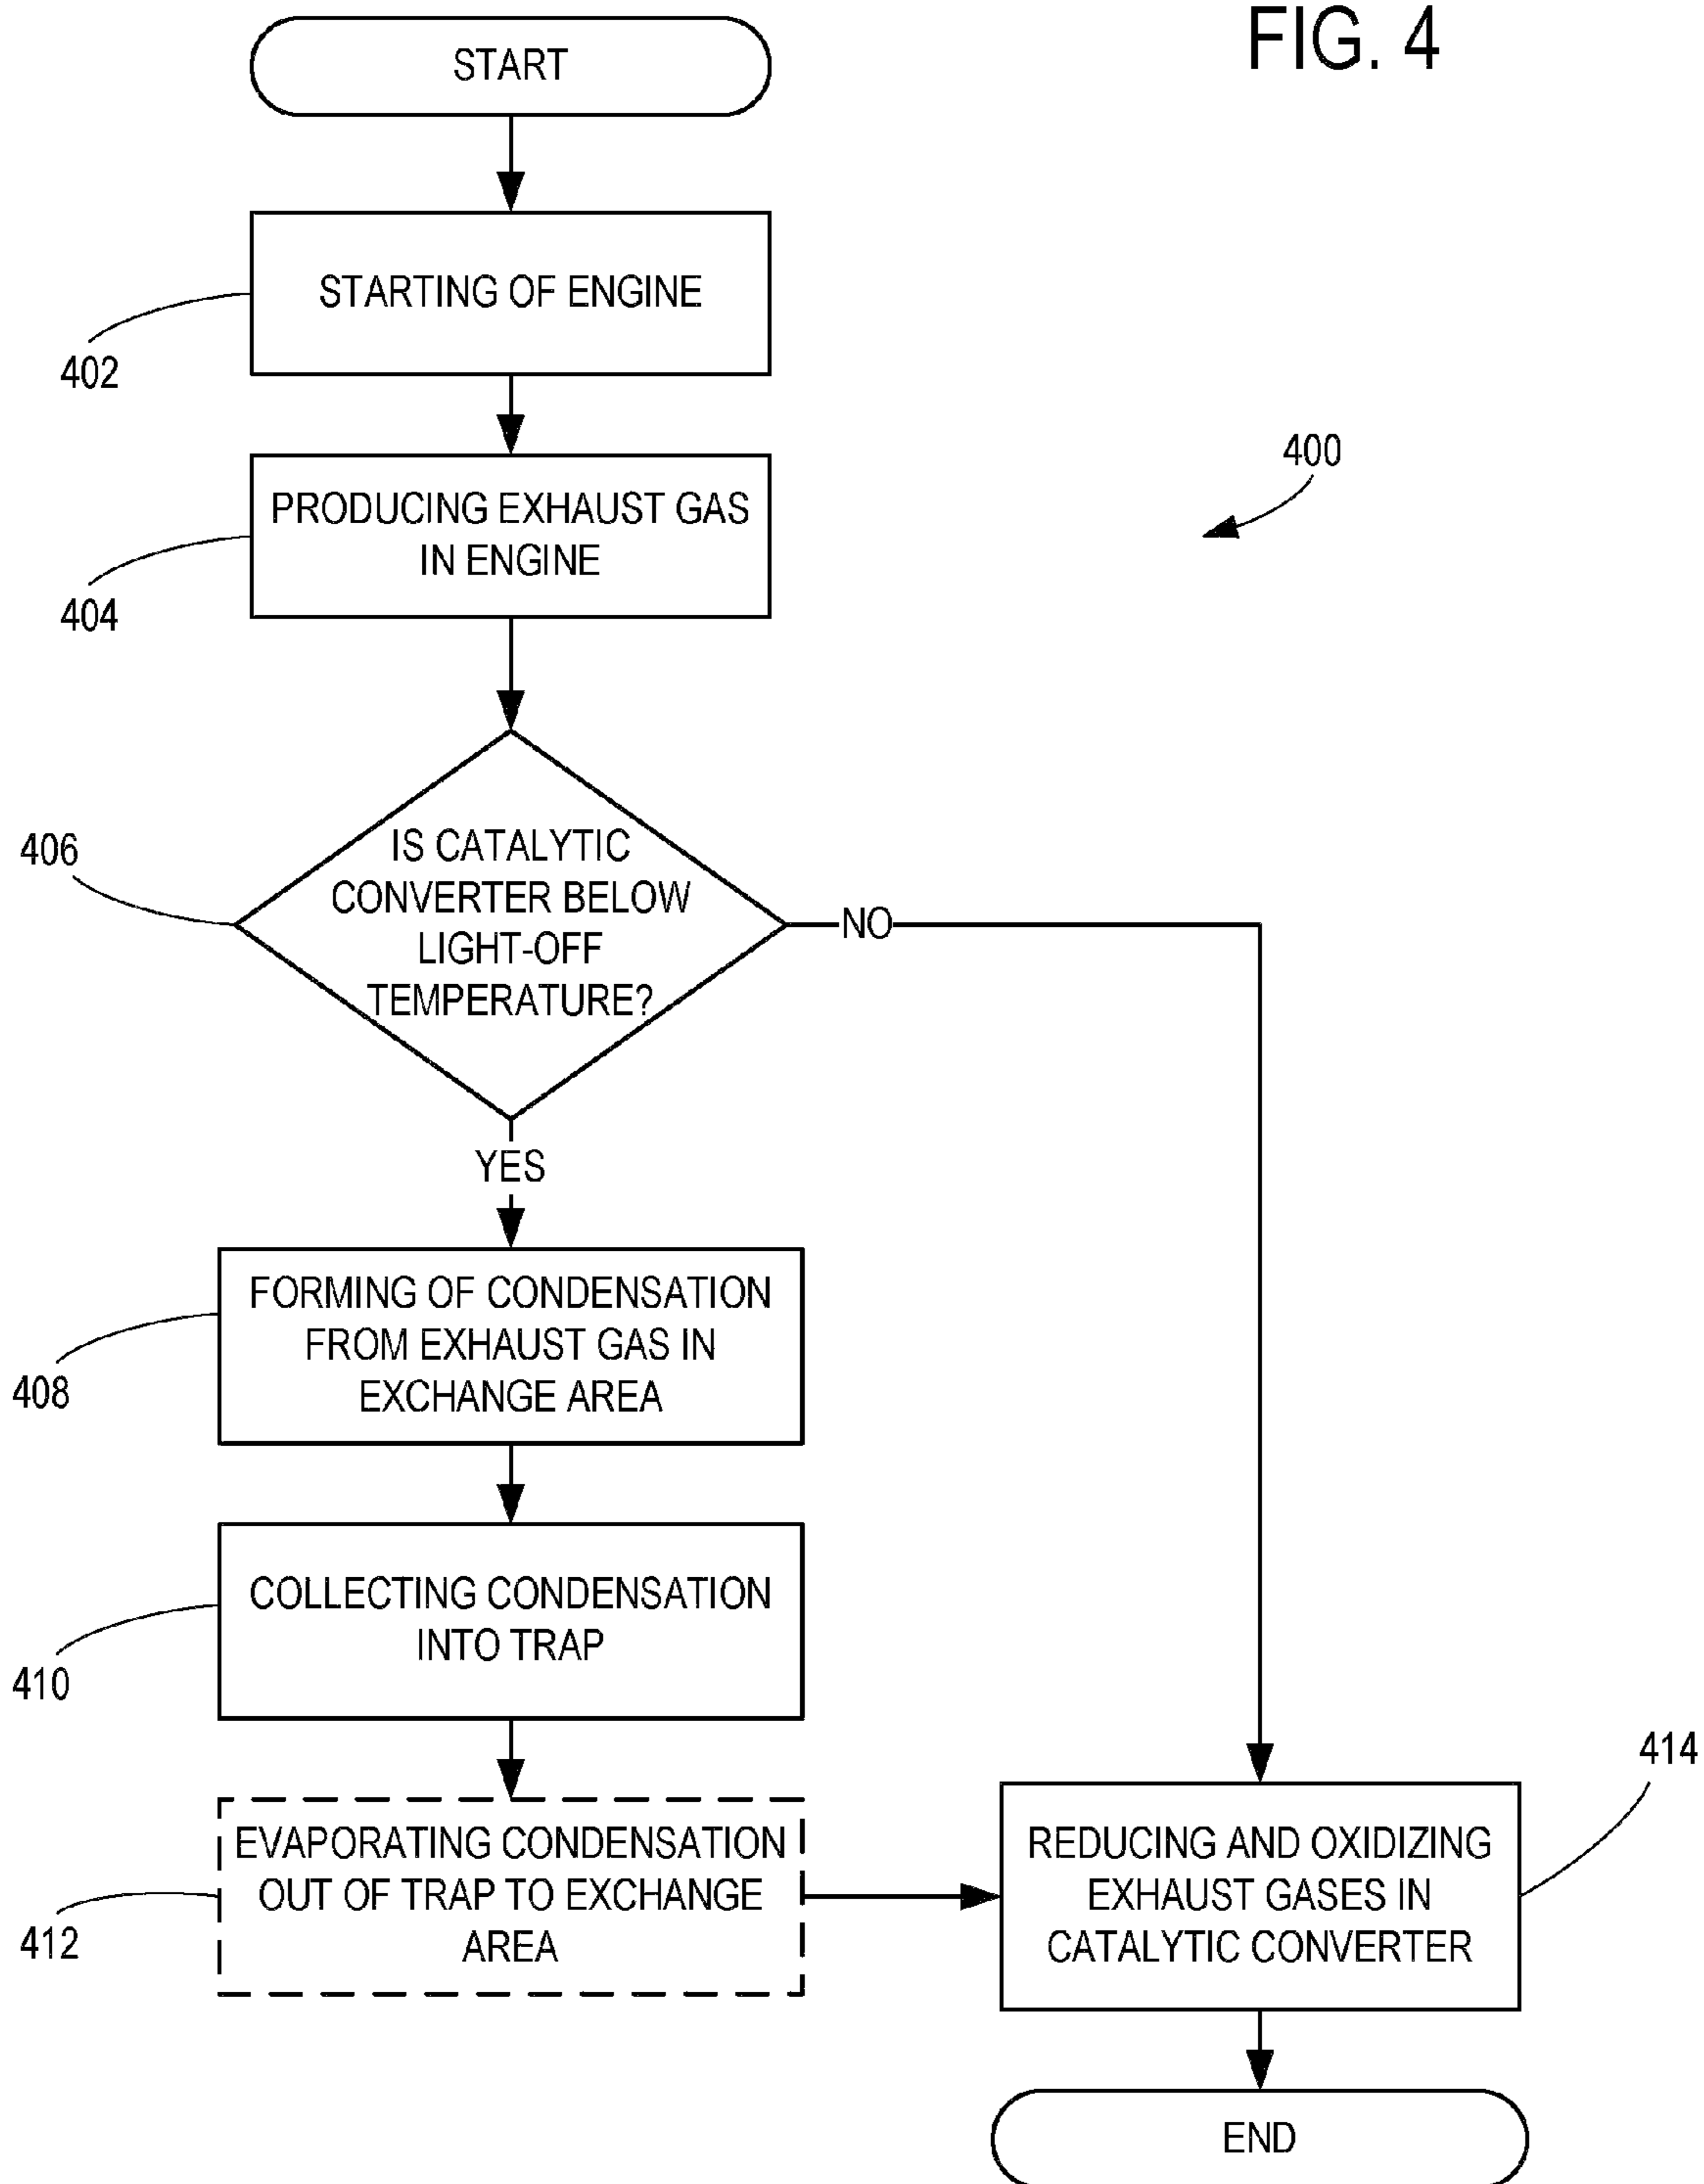 FIG. 4
START
STARTING OF ENGINE
402
PRODUCING EXHAUST GAS
IN ENGINE
404
400
IS CATALYTIC
CONVERTER BELOW
LIGHT-OFF
TEMPERATURE?
406
NO
YES
FORMING OF CONDENSATION
FROM EXHAUST GAS IN
EXCHANGE AREA
408
COLLECTING CONDENSATION
INTO TRAP
410
EVAPORATING CONDENSATION
OUT OF TRAP TO EXCHANGE
AREA
412
REDUCING AND OXIDIZING
EXHAUST GASES IN
CATALYTIC CONVERTER
414
END